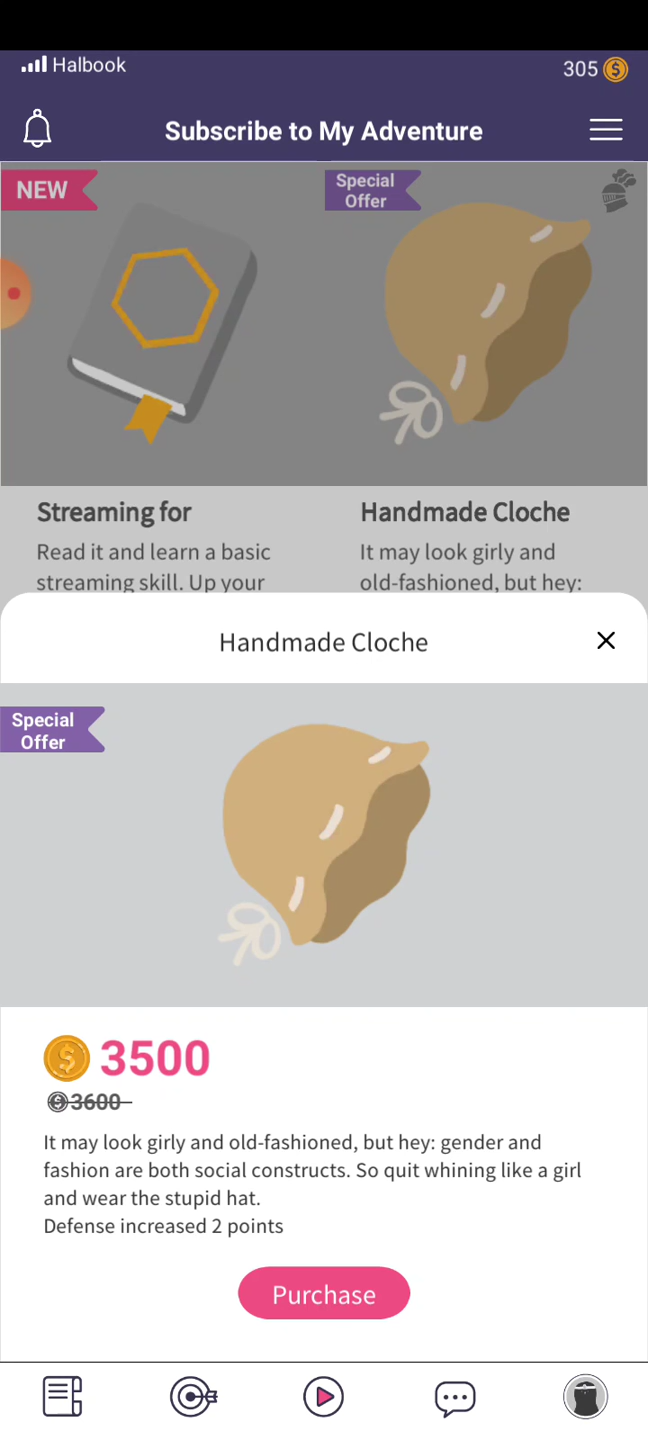 Halbook
305
Subscribe to My Adventure
NEW
Special
Offer
Streaming for
Read it and learn a basic
streaming skill. Up your
Handmade Cloche
It may look girly and
old-fashioned, but hey:
Handmade Cloche
Special
Offer
3500
3600
It may look girly and old-fashioned, but hey: gender and
fashion are both social constructs. So quit whining like a girl
and wear the stupid hat.
Defense increased 2 points
Purchase